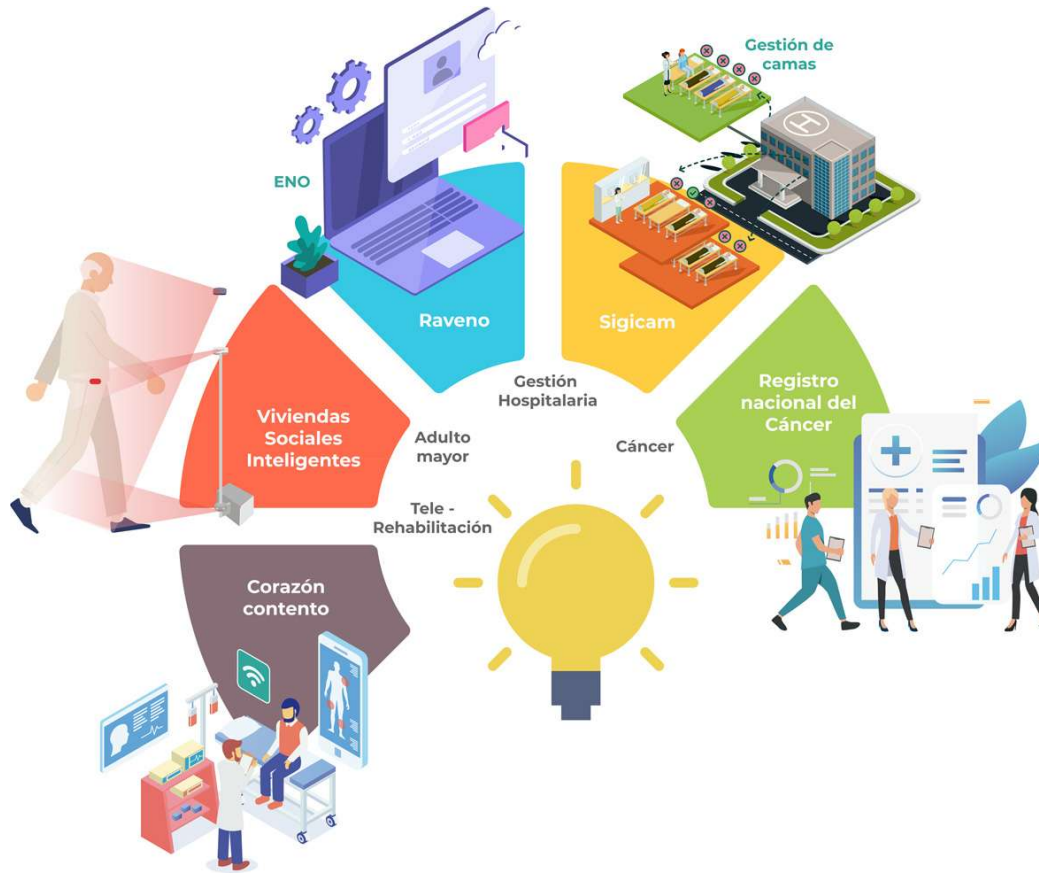 Gestión de
camas
ENO
Raveno
Sigicam
Gestión
Hospitalaria
Registro
nacional del
Cáncer
Viviendas
Sociales
Inteligentes
Adulto
mayor
Cáncer
Tele -
Rehabilitación
Corazón
contento
H